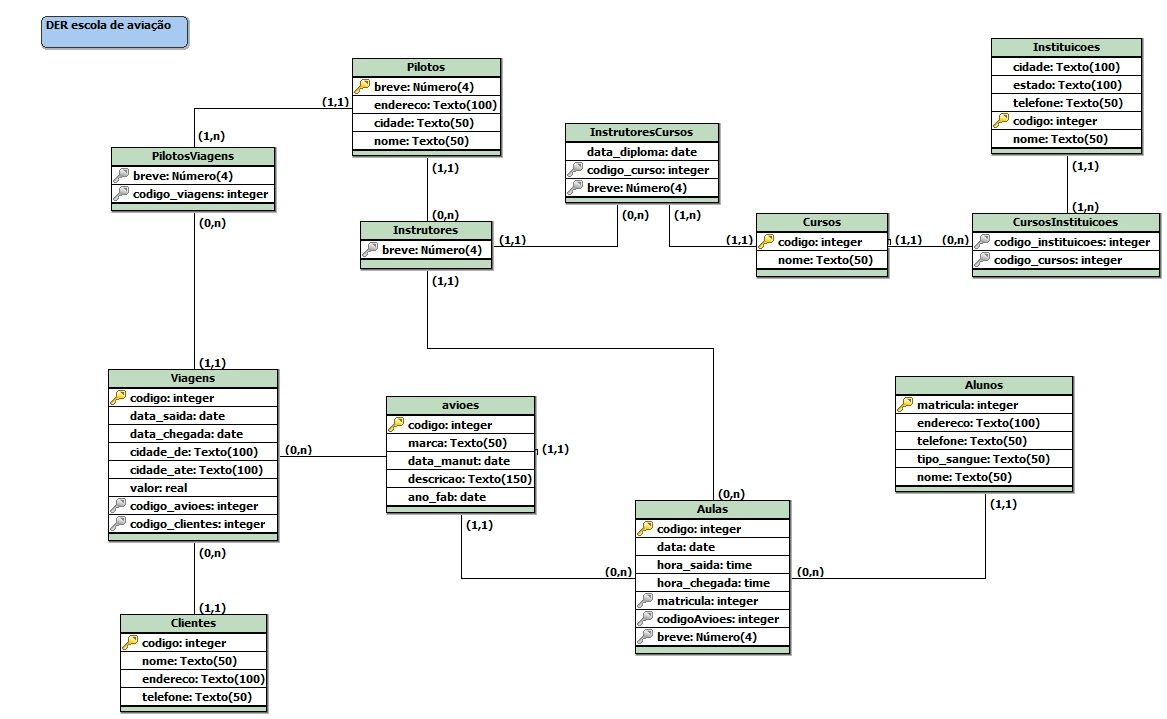 DER escola de aviação
Pilotos
breve: Número(4)
endereco: Texto(100)
cidade: Texto(50)
nome: Texto(50)
(1,1)
(1,n)
(1,1)
(0,n)
PilotosViagens
breve: Número(4)
codigo_viagens: integer
(0,n)
(1,1)
Instrutores
breve: Número(4)
(1,1)
(1,1)
InstrutoresCursos
data_diploma: date
codigo_curso: integer
breve: Número(4)
(0,n)
(1,n)
(1,1)
Cursos
codigo: integer
nome: Texto(50)
(1,1)
(0,n)
Instituicoes
cidade: Texto(100)
estado: Texto(100)
telefone: Texto(50)
codigo: integer
nome: Texto(50)
(1,1)
(1,n)
CursosInstituicoes
codigo_instituicoes: integer
codigo_cursos: integer
Viagens
codigo: integer
data_saida: date
data_chegada: date
cidade_de: Texto(100)
cidade_ate: Texto(100)
valor: real
codigo_avioes: integer
codigo_clientes: integer
(0,n)
(0,n)
(1,1)
avioes
codigo: integer
marca: Texto(50)
data_manut: date
descricao: Texto(150)
ano_fab: date
(1,1)
(1,1)
(0,n)
Alunos
matricula: integer
endereco: Texto(100)
telefone: Texto(50)
tipo_sangue: Texto(50)
nome: Texto(50)
(1,1)
(0,n)
(0,n)
Aulas
codigo: integer
data: date
hora_saida: time
hora_chegada: time
matricula: integer
codigoAvioes: integer
breve: Número(4)
Clientes
codigo: integer
nome: Texto(50)
endereco: Texto(100)
telefone: Texto(50)